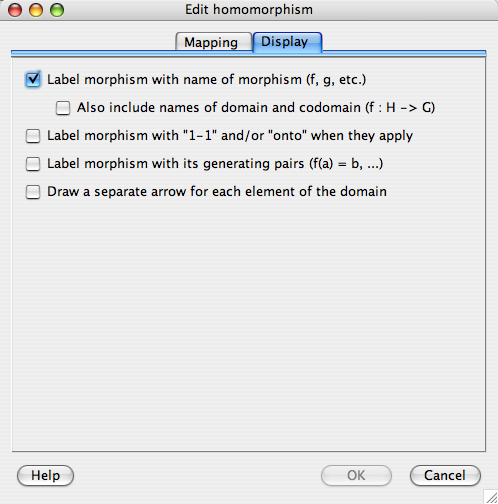 Edit homomorphism
Mapping Display
Label morphism with name of morphism (f, g, etc.)
Also include names of domain and codomain (f : H -> G)
Label morphism with "1-1" and/or "onto" when they apply
Label morphism with its generating pairs (f(a) = b, ...)
Draw a separate arrow for each element of the domain
Help OK Cancel